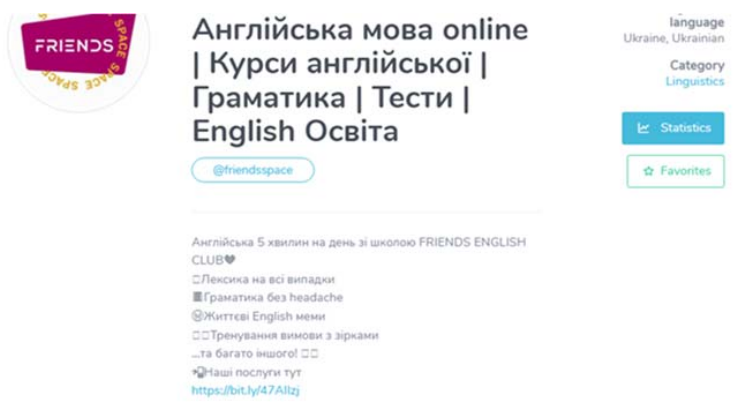 FRIENDS
SPACE SPACE SPACE
Англійська мова online
| Курси англійської |
Граматика | Тести |
English Освіта
@friendsspace
language
Ukraine, Ukrainian
Category
Linguistics
Statistics
Favorites
Англійська 5 хвилин на день зі школою FRIENDS ENGLISH
CLUB🖤
Лексика на всі випадки
Граматика без headache
Життєві English меми
Тренування вимови з зірками
...та багато іншого!
Наші послуги тут
https://bit.ly/47AIlzj